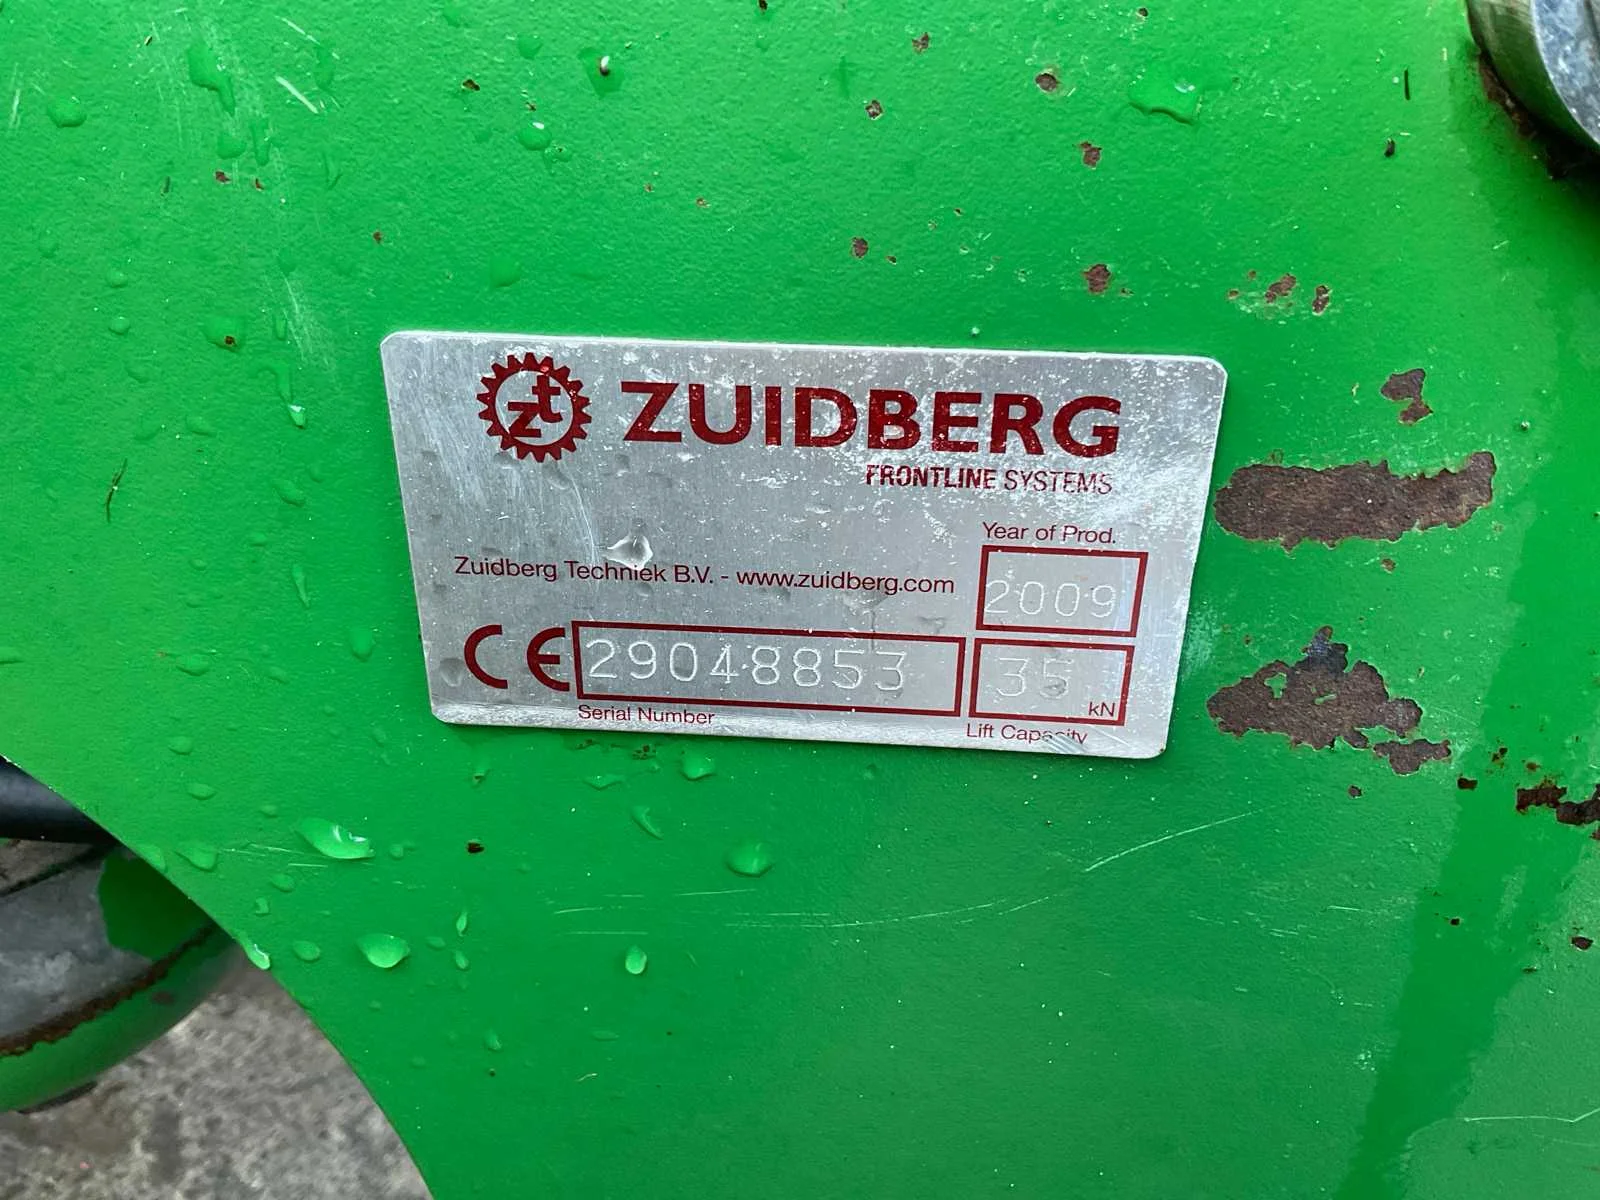 zt ZUIDBERG
FRONTLINE SYSTEMS
Year of Prod.
Zuidberg Techniek B.V. - www.zuidberg.com
2009
CE 29048853
35 kN
Serial Number
Lift Capacity